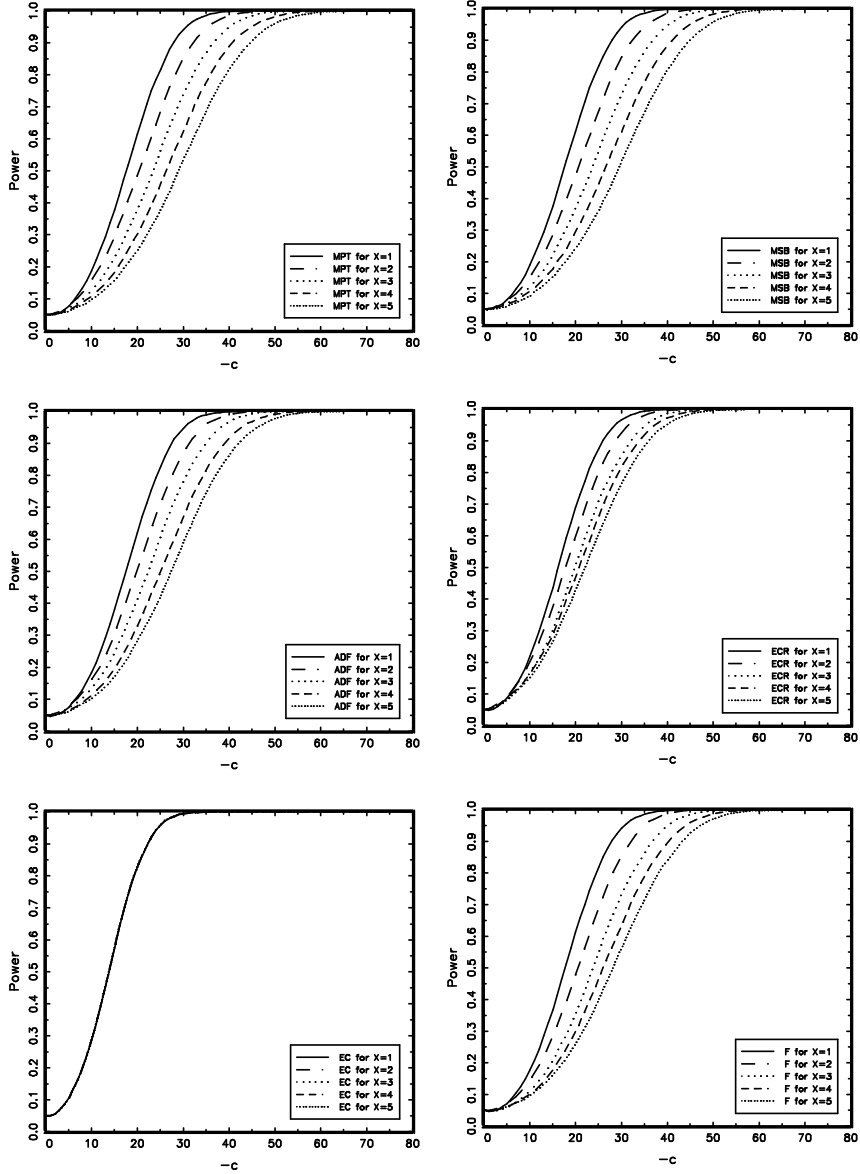 1.0
0.9
0.8
0.7
0.6
0.5
0.4
0.3
0.2
0.1
0.0
Power
MPT for X=1
MPT for X=2
MPT for X=3
MPT for X=4
MPT for X=5
0 10 20 30 40 50 60 70 80
−c
1.0
0.9
0.8
0.7
0.6
0.5
0.4
0.3
0.2
0.1
0.0
Power
MSB for X=1
MSB for X=2
MSB for X=3
MSB for X=4
MSB for X=5
0 10 20 30 40 50 60 70 80
−c
1.0
0.9
0.8
0.7
0.6
0.5
0.4
0.3
0.2
0.1
0.0
Power
ADF for X=1
ADF for X=2
ADF for X=3
ADF for X=4
ADF for X=5
0 10 20 30 40 50 60 70 80
−c
1.0
0.9
0.8
0.7
0.6
0.5
0.4
0.3
0.2
0.1
0.0
Power
ECR for X=1
ECR for X=2
ECR for X=3
ECR for X=4
ECR for X=5
0 10 20 30 40 50 60 70 80
−c
1.0
0.9
0.8
0.7
0.6
0.5
0.4
0.3
0.2
0.1
0.0
Power
EC for X=1
EC for X=2
EC for X=3
EC for X=4
EC for X=5
0 10 20 30 40 50 60 70 80
−c
1.0
0.9
0.8
0.7
0.6
0.5
0.4
0.3
0.2
0.1
0.0
Power
F for X=1
F for X=2
F for X=3
F for X=4
F for X=5
0 10 20 30 40 50 60 70 80
−c